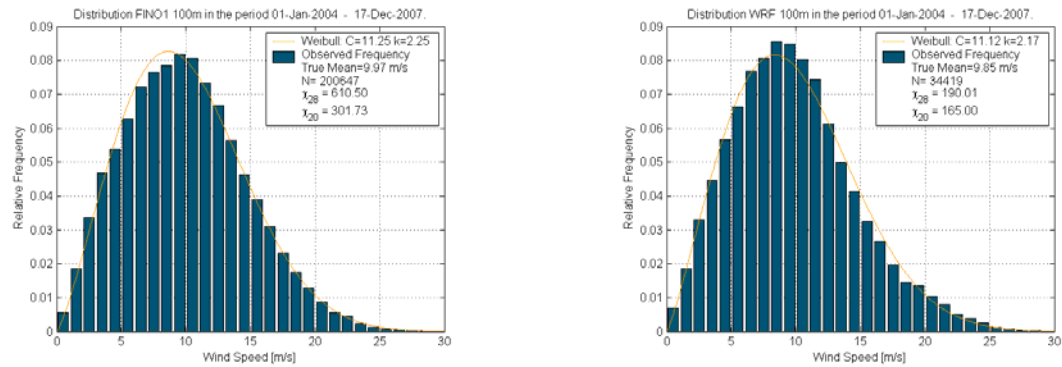 Distribution FINO1 100m in the period 01-Jan-2004 - 17-Dec-2007.
0.09
0.08
0.07
0.06
0.05
0.04
0.03
0.02
0.01
0
Relative Frequency
Weibull: C=11.25 k=2.25
Observed Frequency
True Mean=9.97 m/s
N= 200647
χ28 = 610.50
χ20 = 301.73
0 5 10 15 20 25 30
Wind Speed [m/s]
Distribution WRF 100m in the period 01-Jan-2004 - 17-Dec-2007.
0.09
0.08
0.07
0.06
0.05
0.04
0.03
0.02
0.01
0
Relative Frequency
Weibull: C=11.12 k=2.17
Observed Frequency
True Mean=9.85 m/s
N= 34419
χ28 = 190.01
χ20 = 165.00
0 5 10 15 20 25 30
Wind Speed [m/s]